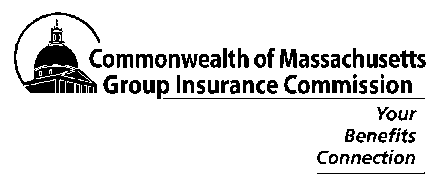 Commonwealth of Massachusetts
Group Insurance Commission
Your
Benefits
Connection